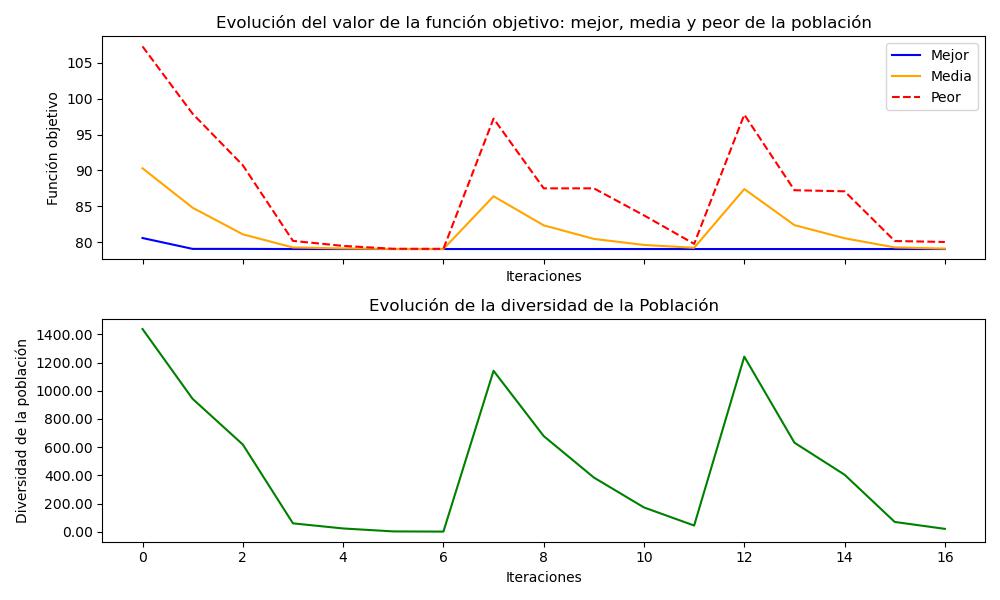 Evolución del valor de la función objetivo: mejor, media y peor de la población
Función objetivo
105
100
95
90
85
80
Mejor
Media
Peor
Iteraciones
Evolución de la diversidad de la Población
Diversidad de la población
1400.00
1200.00
1000.00
800.00
600.00
400.00
200.00
0.00
0 2 4 6 8 10 12 14 16
Iteraciones